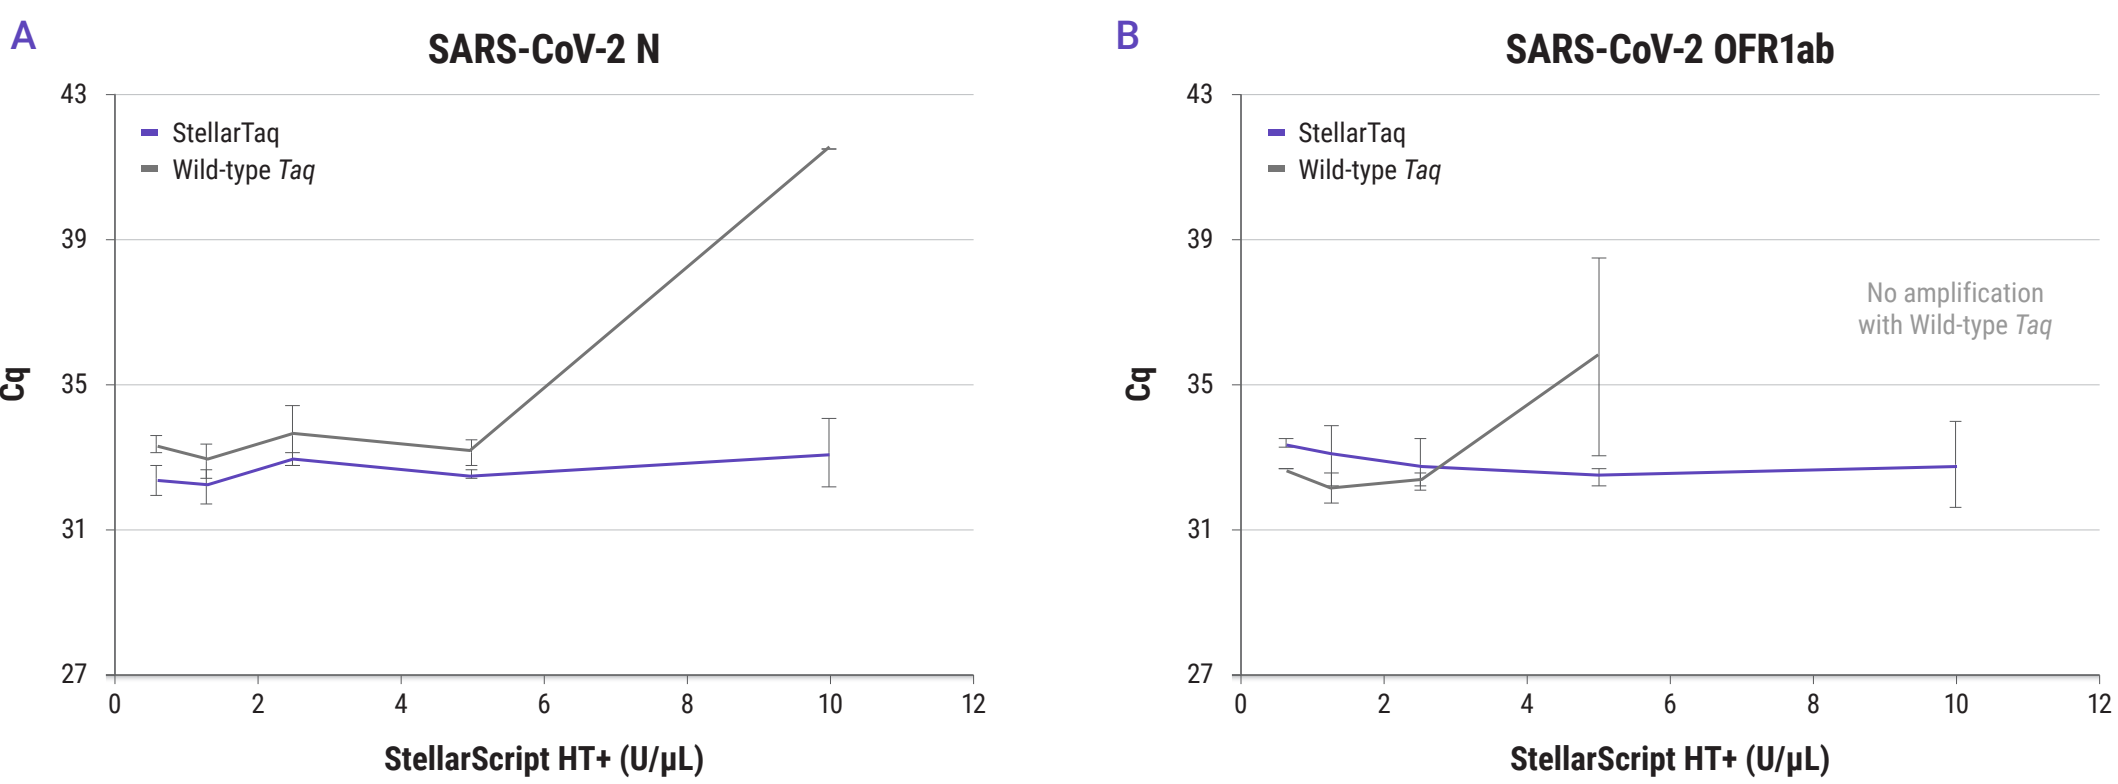 A
SARS-CoV-2 N
43
39
35
31
27
Cq
StellarTaq
Wild-type Taq
0 2 4 6 8 10 12
StellarScript HT+ (U/µL)
B
SARS-CoV-2 OFR1ab
43
39
35
31
27
Cq
StellarTaq
Wild-type Taq
No amplification
with Wild-type Taq
0 2 4 6 8 10 12
StellarScript HT+ (U/µL)